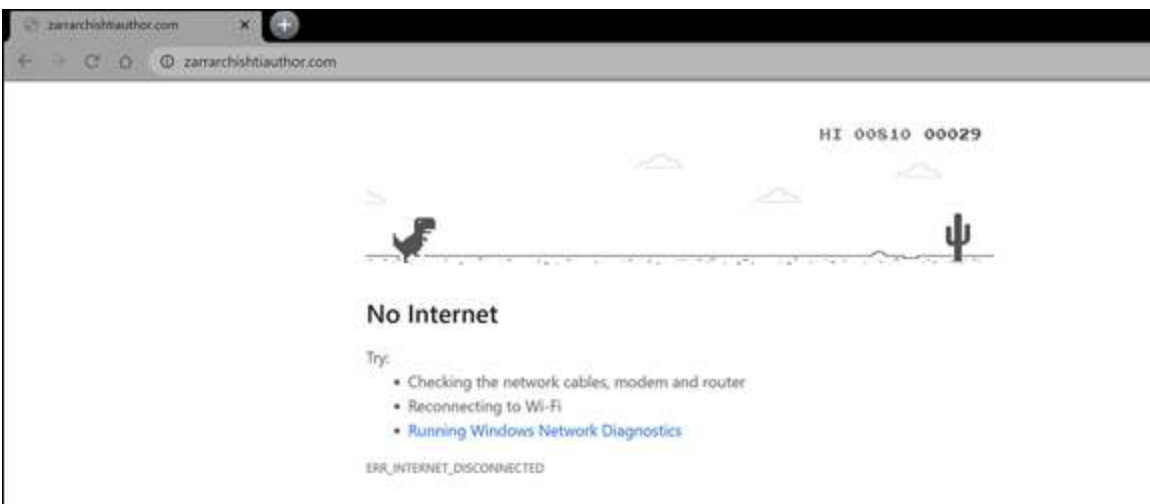 zarrarchishtiauthor.com
zarrarchishtiauthor.com
HI 00810 00029
No Internet
Try:
Checking the network cables, modem and router
Reconnecting to Wi-Fi
Running Windows Network Diagnostics
ERR_INTERNET_DISCONNECTED